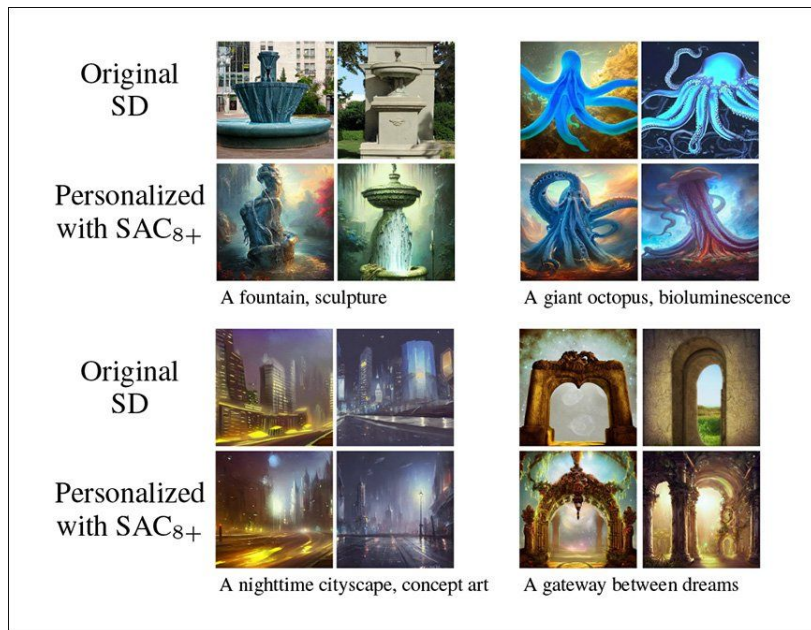 Original
SD
Personalized
with SAC8+
A fountain, sculpture
A giant octopus, bioluminescence
Original
SD
Personalized
with SAC8+
A nighttime cityscape, concept art
A gateway between dreams